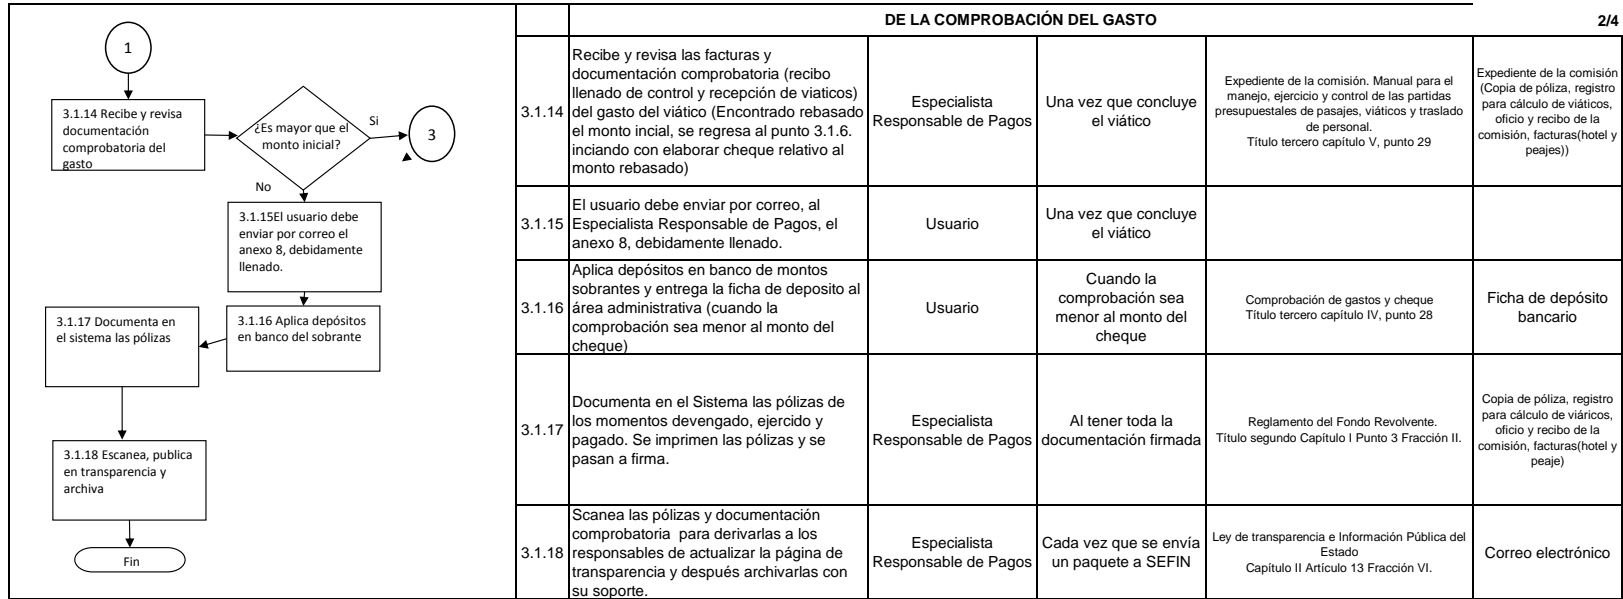 DE LA COMPROBACIÓN DEL GASTO
2/4
1
3.1.14 Recibe y revisa
documentación
comprobatoria del
gasto
¿Es mayor que el
monto inicial?
Si
3
No
3.1.15El usuario debe
enviar por correo el
anexo 8, debidamente
llenado.
3.1.16 Aplica depósitos
en banco del sobrante
3.1.17 Documenta en
el sistema las pólizas
3.1.18 Escanea, publica
en transparencia y
archiva
Fin
3.1.14
Recibe y revisa las facturas y
documentación comprobatoria (recibo
llenado de control y recepción de viaticos)
del gasto del viático (Encontrado rebasado
el monto incial, se regresa al punto 3.1.6.
inciando con elaborar cheque relativo al
monto rebasado)
Especialista
Responsable de Pagos
Una vez que concluye
el viático
Expediente de la comisión. Manual para el
manejo, ejercicio y control de las partidas
presupuestales de pasajes, viáticos y traslado
de personal.
Título tercero capítulo V, punto 29
Expediente de la comisión
(Copia de póliza, registro
para cálculo de viáticos,
oficio y recibo de la
comisión, facturas(hotel y
peajes))
3.1.15
El usuario debe enviar por correo, al
Especialista Responsable de Pagos, el
anexo 8, debidamente llenado.
Usuario
Una vez que concluye
el viático
3.1.16
Aplica depósitos en banco de montos
sobrantes y entrega la ficha de deposito al
área administrativa (cuando la
comprobación sea menor al monto del
cheque)
Usuario
Cuando la
comprobación sea
menor al monto del
cheque
Comprobación de gastos y cheque
Título tercero capítulo IV, punto 28
Ficha de depósito
bancario
3.1.17
Documenta en el Sistema las pólizas de
los momentos devengado, ejercido y
pagado. Se imprimen las pólizas y se
pasan a firma.
Especialista
Responsable de Pagos
Al tener toda la
documentación firmada
Reglamento del Fondo Revolvente.
Título segundo Capítulo I Punto 3 Fracción II.
Copia de póliza, registro
para cálculo de viáricos,
oficio y recibo de la
comisión, facturas(hotel y
peaje)
3.1.18
Scanea las pólizas y documentación
comprobatoria para derivarlas a los
responsables de actualizar la página de
transparencia y después archivarlas con
su soporte.
Especialista
Responsable de Pagos
Cada vez que se envía
un paquete a SEFIN
Ley de transparencia e Información Pública del
Estado
Capítulo II Artículo 13 Fracción VI.
Correo electrónico